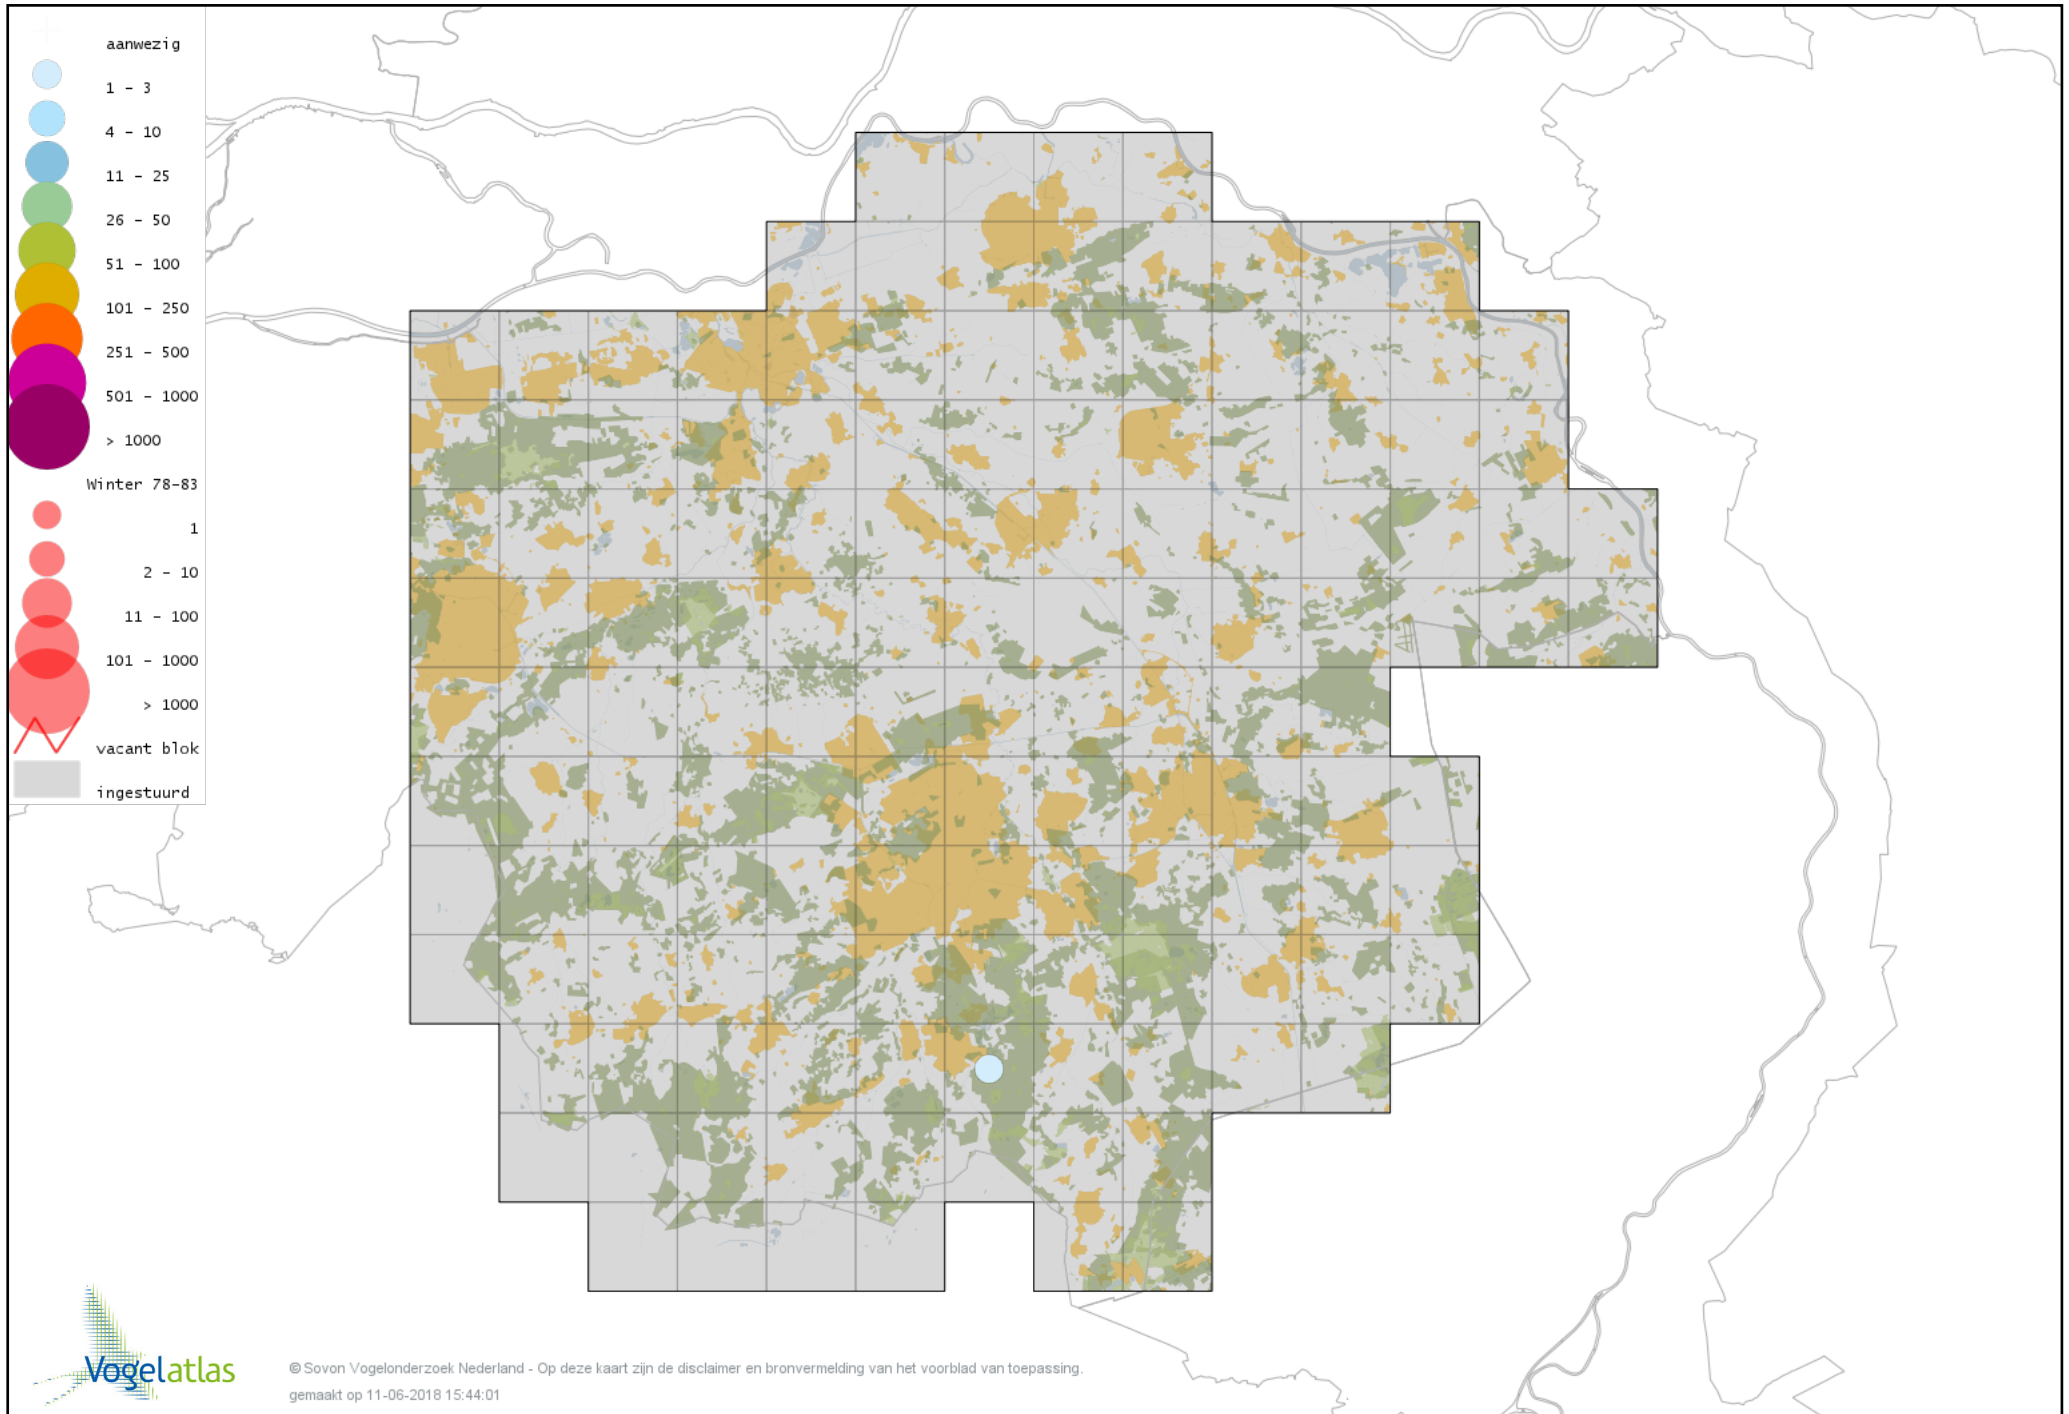 aanwezig
1 - 3
4 - 10
11 - 25
26 - 50
51 - 100
101 - 250
251 - 500
501 - 1000
> 1000
Winter 78-83
1
2 - 10
11 - 100
101 - 1000
> 1000
vacant blok
ingestuurd
Vogelatlas
© Sovon Vogelonderzoek Nederland - Op deze kaart zijn de disclaimer en bronvermelding van het voorblad van toepassing.
gemaakt op 11-06-2018 15:44:01